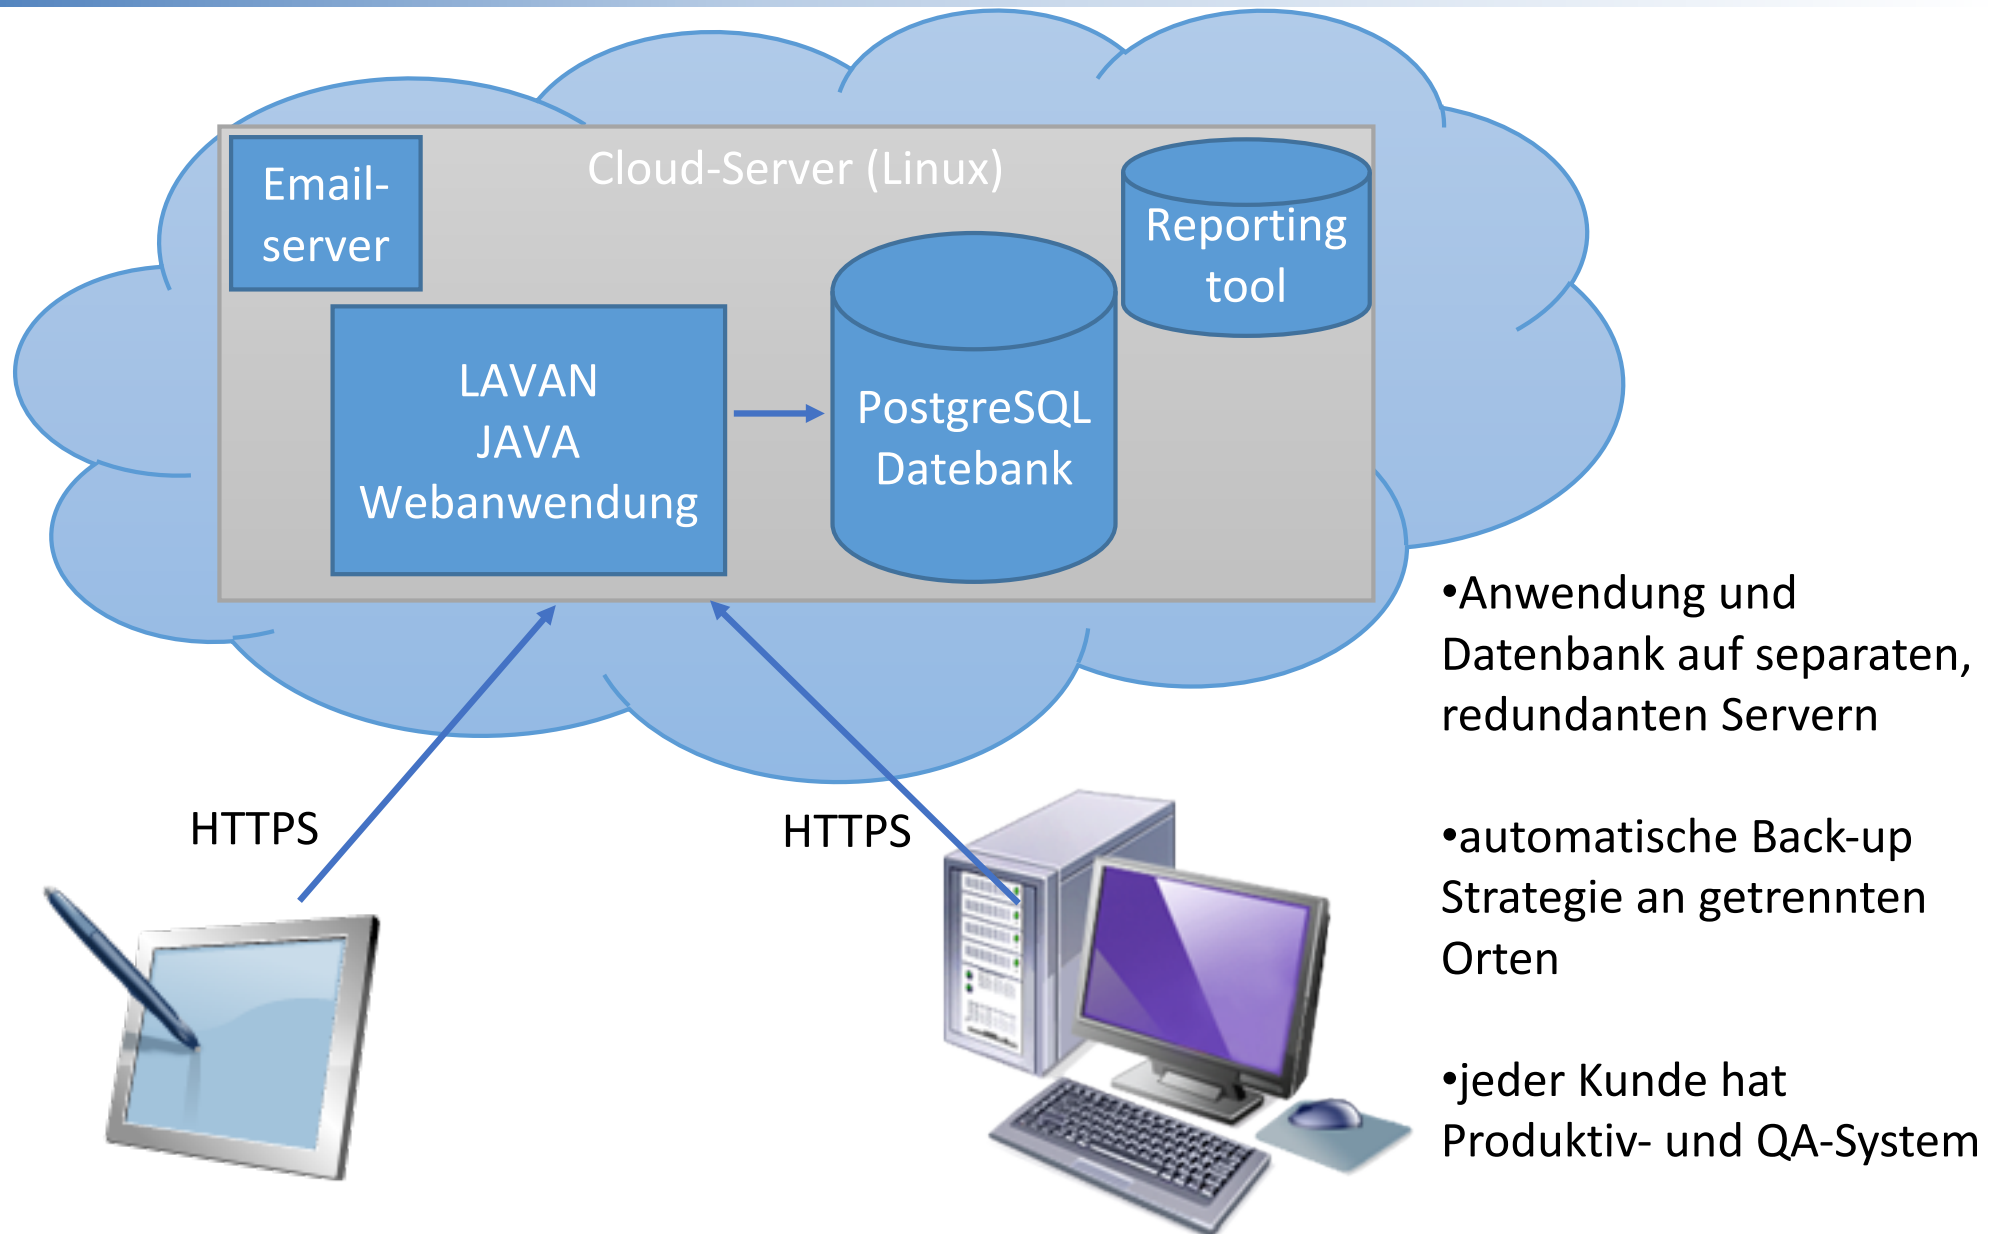 Cloud-Server (Linux)
Email-
server
Reporting
tool
LAVAN
JAVA
Webanwendung
PostgreSQL
Datebank
HTTPS
HTTPS
•Anwendung und
Datenbank auf separaten,
redundanten Servern
•automatische Back-up
Strategie an getrennten
Orten
•jeder Kunde hat
Produktiv- und QA-System